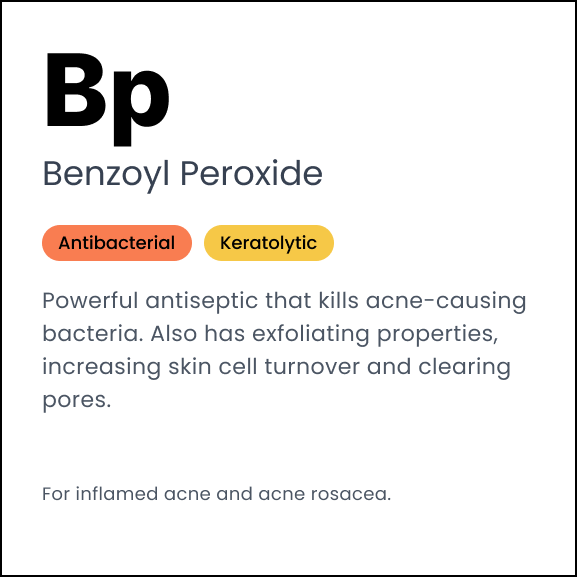 Bp
Benzoyl Peroxide
Antibacterial Keratolytic
Powerful antiseptic that kills acne-causing
bacteria. Also has exfoliating properties,
increasing skin cell turnover and clearing
pores.
For inflamed acne and acne rosacea.